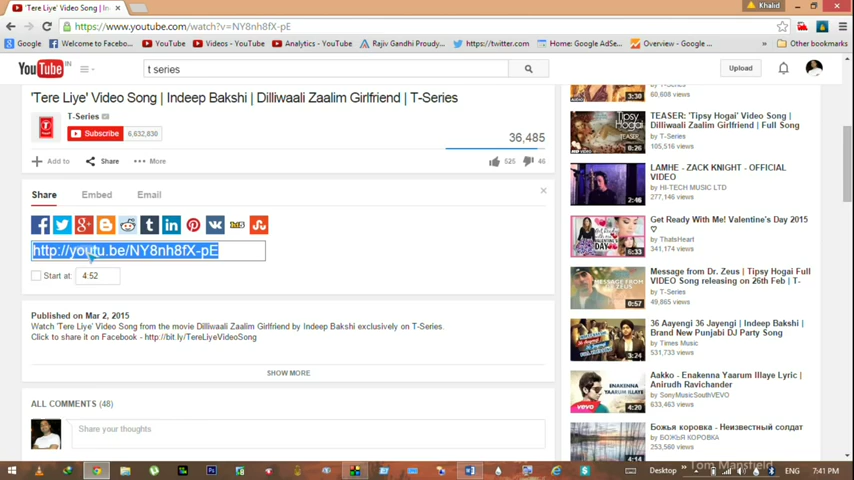 'Tere Liye' Video Song | In
Khalid
https://www.youtube.com/watch?v=NY8nh8fX-pE
Google
Welcome to Facebo...
YouTube
Videos - YouTube
Analytics - YouTube
Rajiv Gandhi Proudy...
https://twitter.com
Home: Google AdSe...
Overview - Google...
»
Other bookmarks
YouTube IN
t series
Upload
'Tere Liye' Video Song | Indeep Bakshi | Dilliwaali Zaalim Girlfriend | T-Series
T-Series
Subscribe 6,632,830
36,485
Add to Share More
525 46
Share Embed Email
http://youtu.be/NY8nh8fX-pE
Start at: 4:52
Published on Mar 2, 2015
Watch 'Tere Liye' Video Song from the movie Dilliwaali Zaalim Girlfriend by Indeep Bakshi exclusively on T-Series.
Click to share it on Facebook - http://bit.ly/TereLiyeVideoSong
SHOW MORE
ALL COMMENTS (48)
Share your thoughts
3:30
by T-Series
60,608 views
0:26
TEASER: 'Tipsy Hogai' Video Song |
Dilliwaali Zaalim Girlfriend | Full Song
by T-Series
105,516 views
2:46
LAMHE - ZACK KNIGHT - OFFICIAL
VIDEO
by HI-TECH MUSIC LTD
277,176 views
Get Ready With Me! Valentine's Day 2015
♡
by ThatsHeart
341,174 views
MESSAGE FROM
DR ZEUS
Message from Dr. Zeus | Tipsy Hogai Full
VIDEO Song releasing on 26th Feb | T-
by T-Series
49,865 views
3:24
36 Aayengi 36 Jayengi | Indeep Bakshi |
Brand New Punjabi DJ Party Song
by Times Music
531,733 views
vevo
4:20
Aakko - Enakenna Yaarum Illaye Lyric |
Anirudh Ravichander
by SonyMusicSouthVEVO
633,463 views
4:14
Божья коровка - Неизвестный солдат
by БОЖЬЯ КОРОВКА
253,560 views
Desktop
»
Tom Mansfield
ENG
7:41 PM